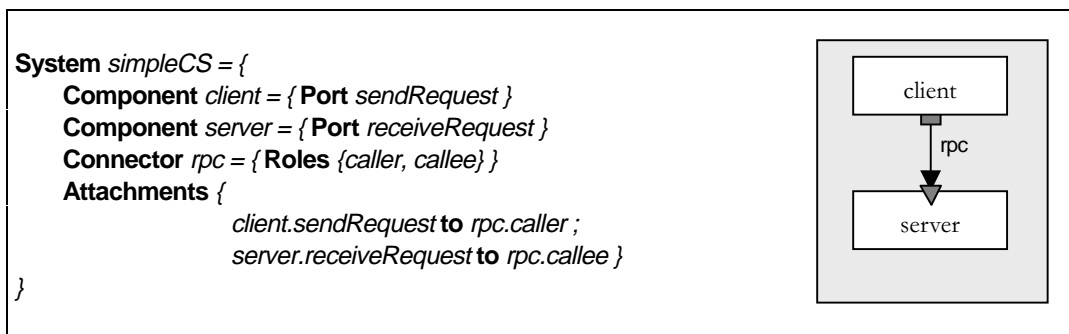 System simpleCS = {
Component client = { Port sendRequest }
Component server = { Port receiveRequest }
Connector rpc = { Roles {caller, callee} }
Attachments {
client.sendRequest to rpc.caller ;
server.receiveRequest to rpc.callee }
}
client
rpc
server